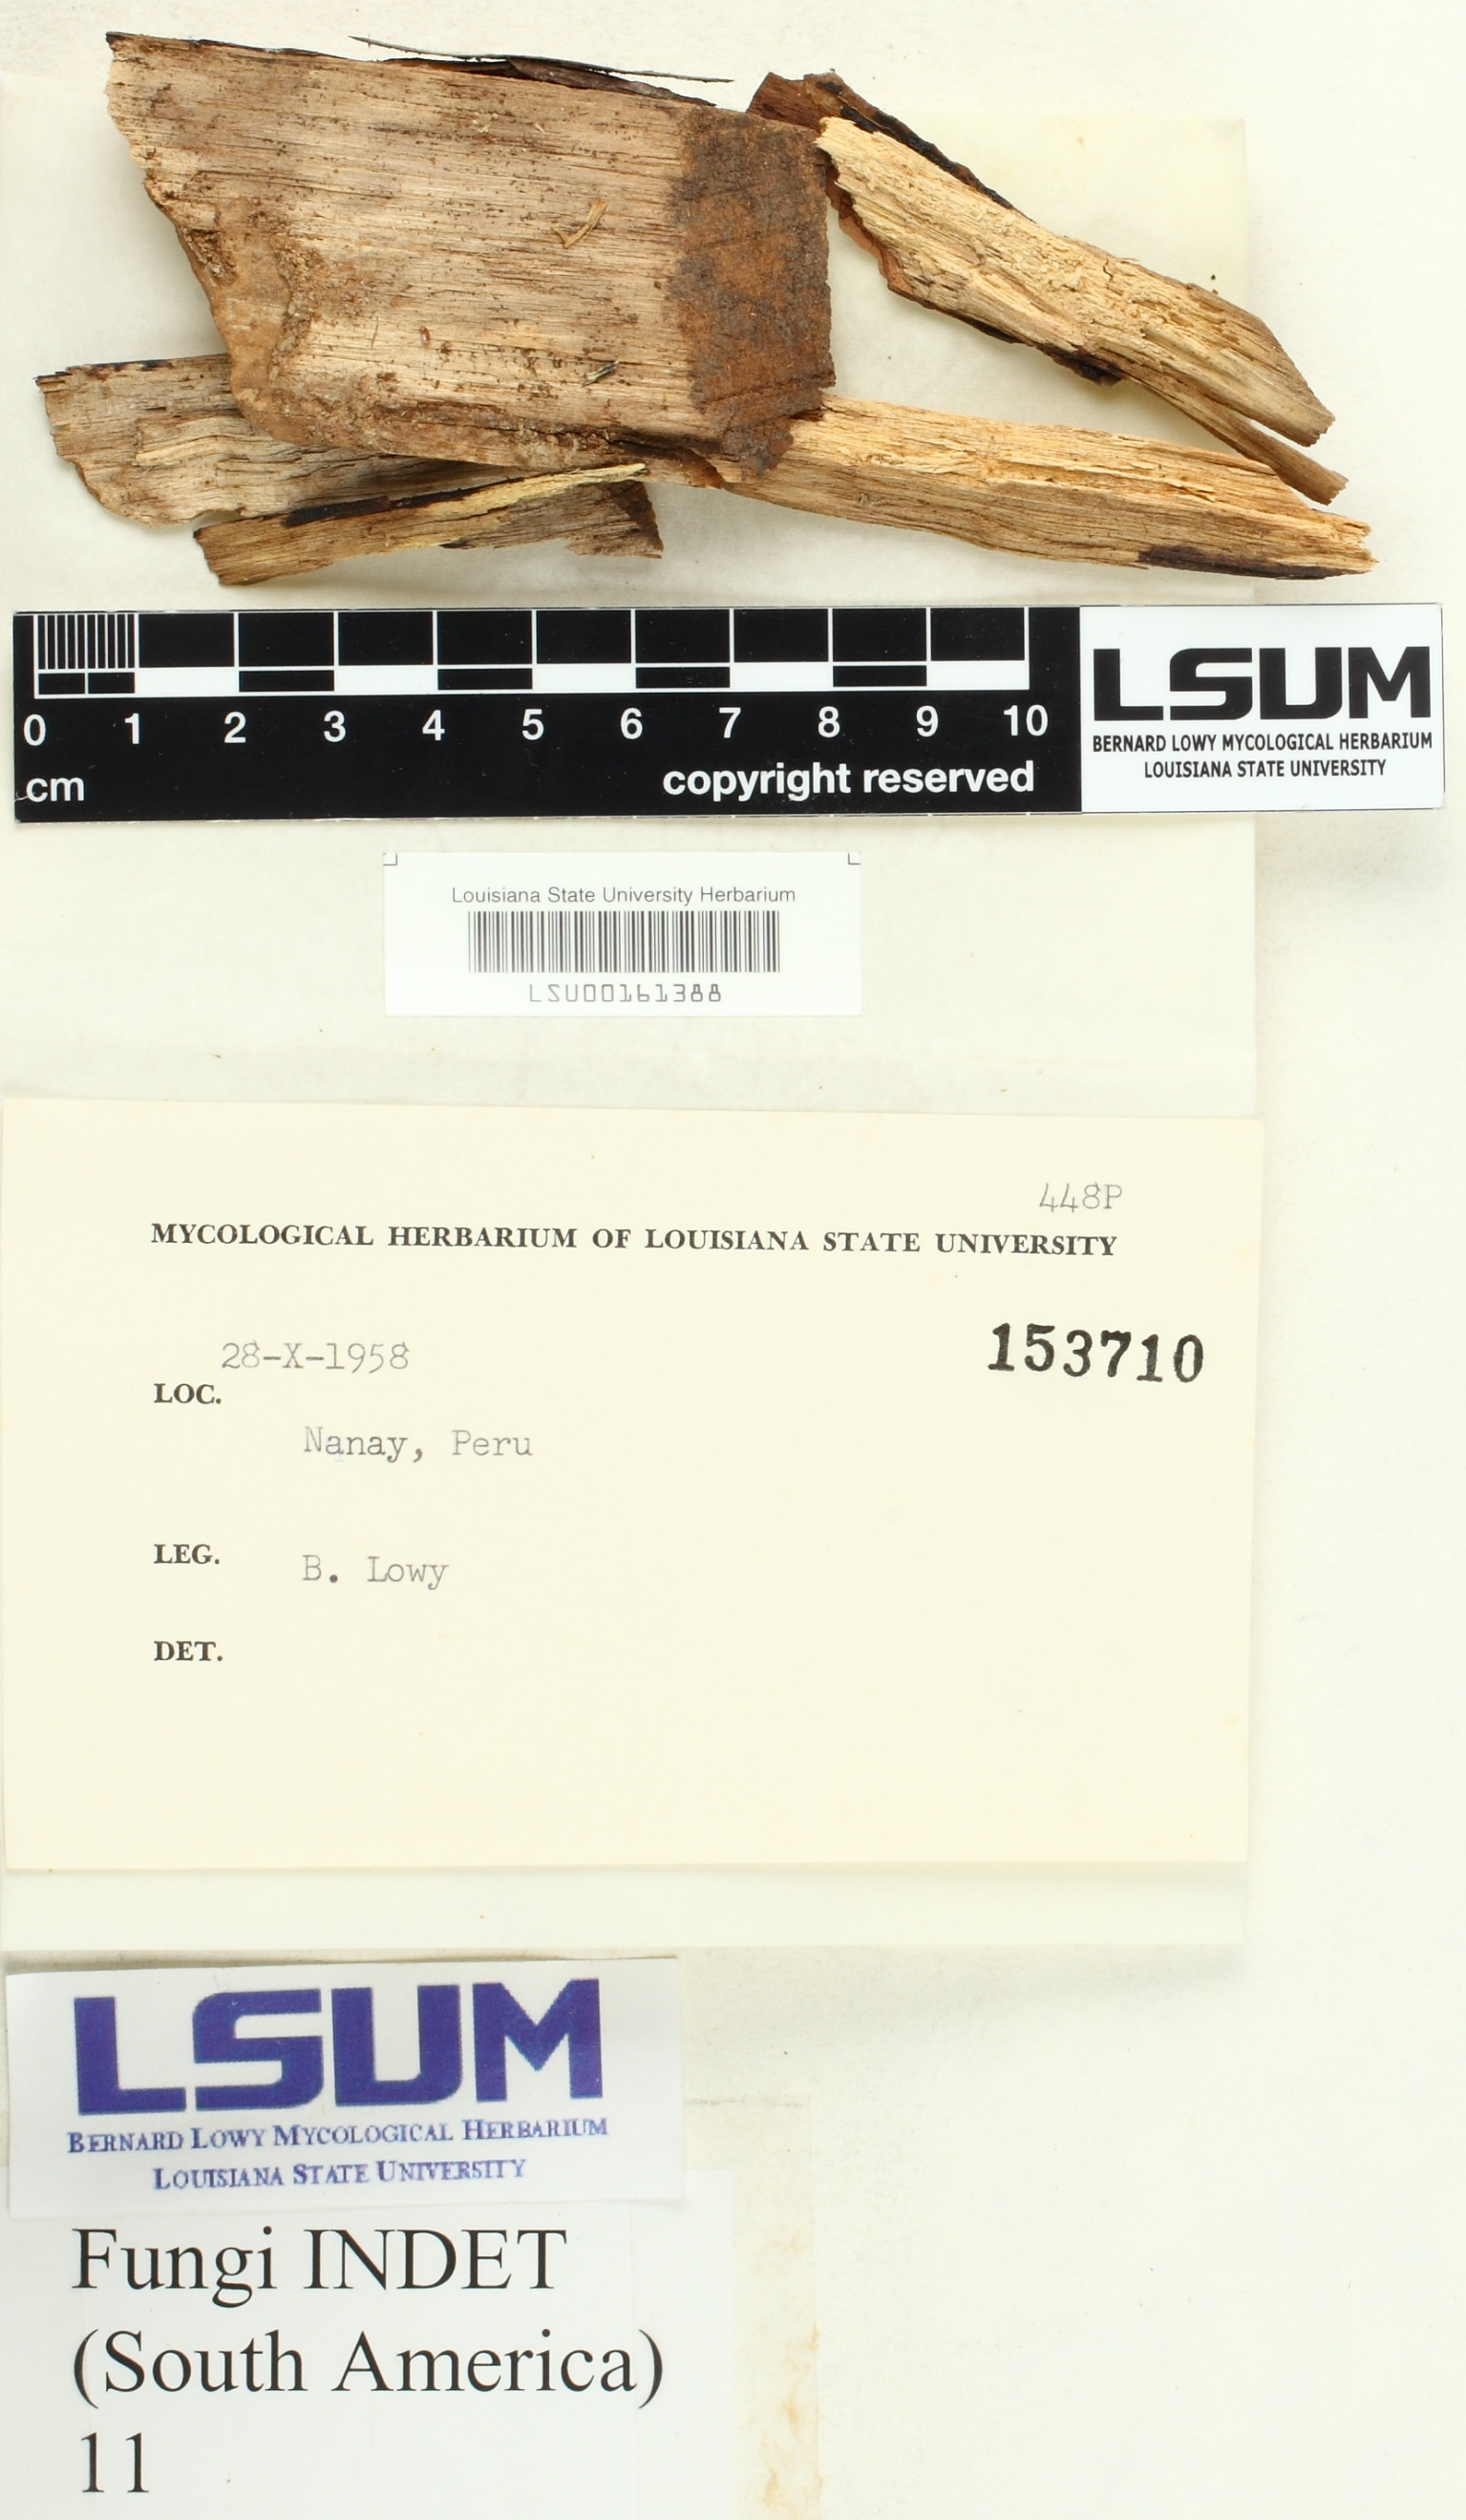 0 1 2 3 4 5 6 7 8 9 10
cm
copyright reserved
LSUM
BERNARD LOWY MYCOLOGICAL HERBARIUM
LOUISIANA STATE UNIVERSITY
Louisiana State University Herbarium
LSU00161388
448P
MYCOLOGICAL HERBARIUM OF LOUISIANA STATE UNIVERSITY
153710
28-X-1958
LOC.
Nanay, Peru
LEG. B. Lowy
DET.
LSUM
BERNARD LOWY MYCOLOGICAL HERBARIUM
LOUISIANA STATE UNIVERSITY
Fungi INDET
(South America)
11